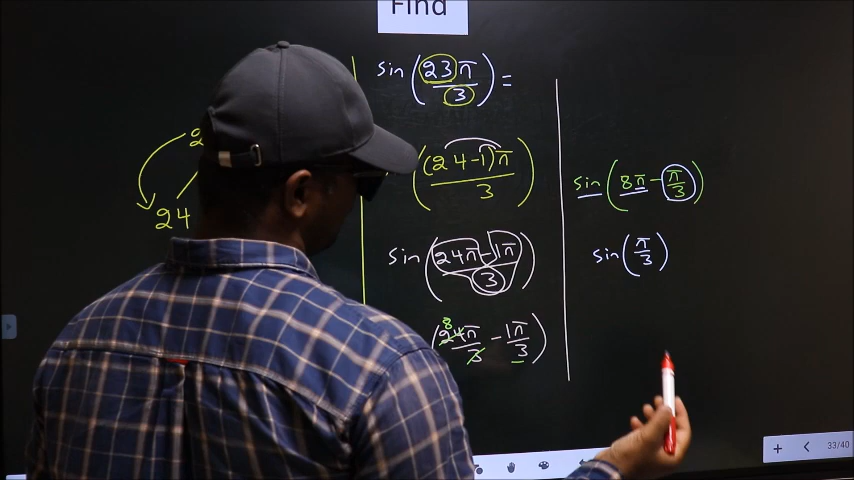 Find
sin(23π/3) =
24
((24-1)π/3)
sin(24π-1π/3)
8
(24π/3 - 1π/3)
sin(8π - π/3)
sin(π/3)
33/40